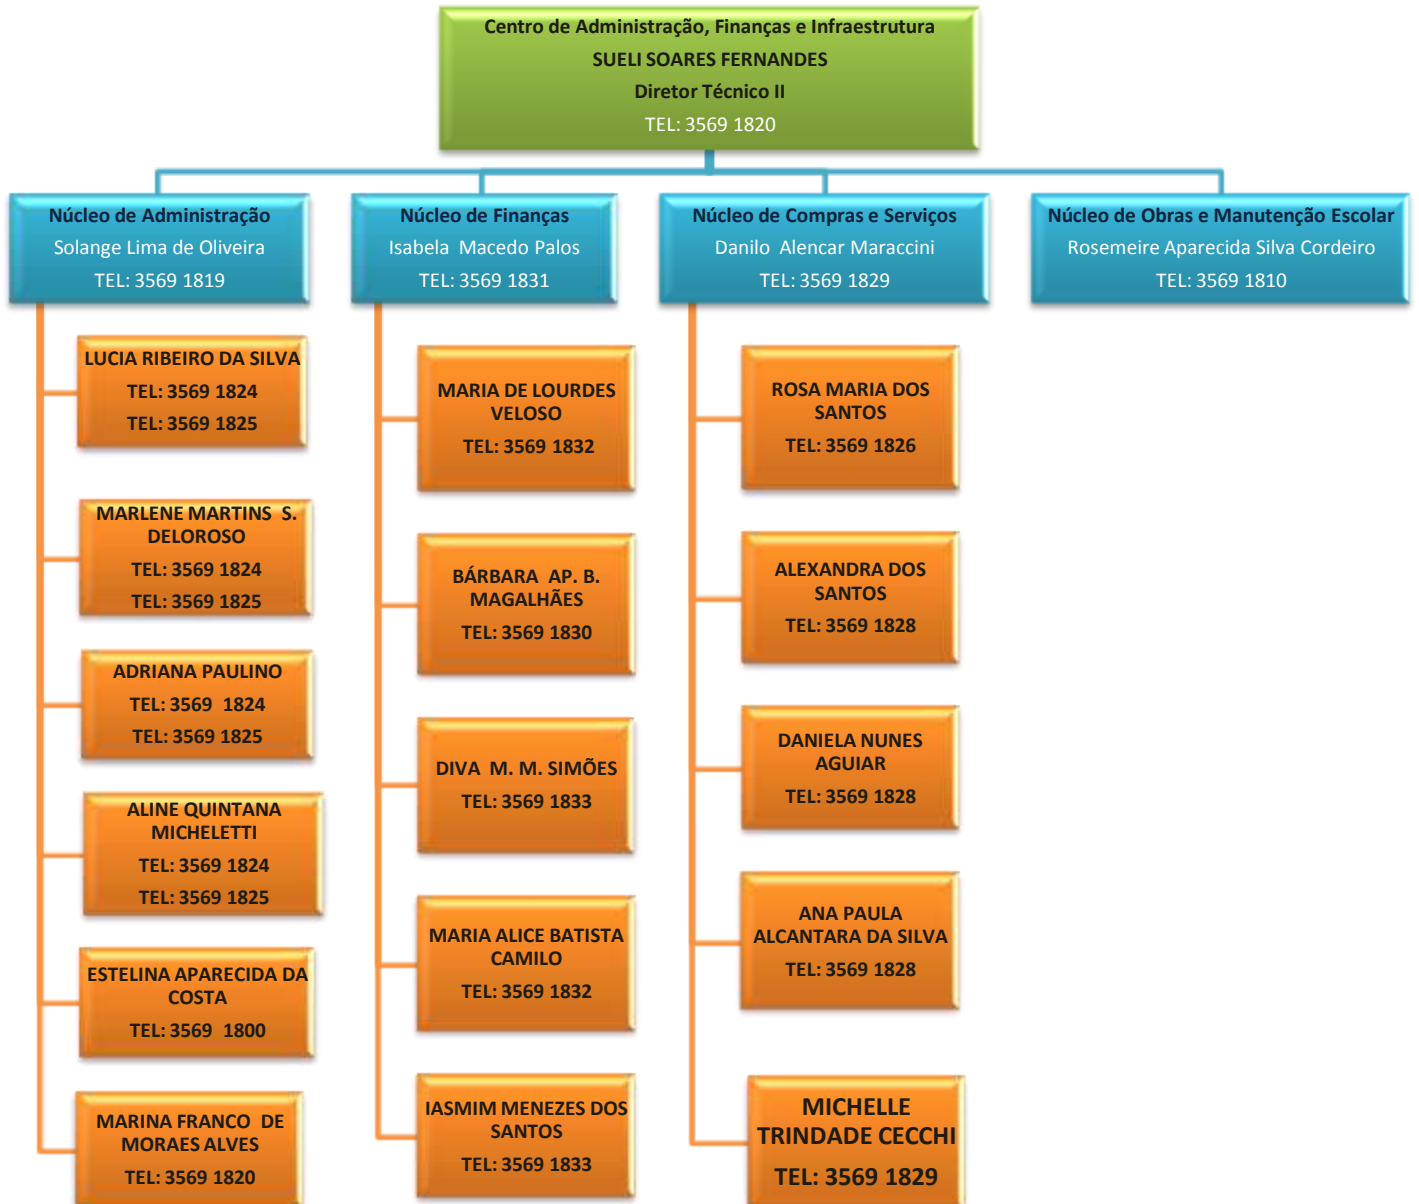 Centro de Administração, Finanças e Infraestrutura
SUELI SOARES FERNANDES
Diretor Técnico II
TEL: 3569 1820
Núcleo de Administração
Solange Lima de Oliveira
TEL: 3569 1819
Núcleo de Finanças
Isabela Macedo Palos
TEL: 3569 1831
Núcleo de Compras e Serviços
Danilo Alencar Maraccini
TEL: 3569 1829
Núcleo de Obras e Manutenção Escolar
Rosemeire Aparecida Silva Cordeiro
TEL: 3569 1810
LUCIA RIBEIRO DA SILVA
TEL: 3569 1824
TEL: 3569 1825
MARLENE MARTINS S.
DELOROSO
TEL: 3569 1824
TEL: 3569 1825
ADRIANA PAULINO
TEL: 3569 1824
TEL: 3569 1825
ALINE QUINTANA
MICHELETTI
TEL: 3569 1824
TEL: 3569 1825
ESTELINA APARECIDA DA
COSTA
TEL: 3569 1800
MARINA FRANCO DE
MORAES ALVES
TEL: 3569 1820
MARIA DE LOURDES
VELOSO
TEL: 3569 1832
BÁRBARA AP. B.
MAGALHÃES
TEL: 3569 1830
DIVA M. M. SIMÕES
TEL: 3569 1833
MARIA ALICE BATISTA
CAMILO
TEL: 3569 1832
IASMIM MENEZES DOS
SANTOS
TEL: 3569 1833
ROSA MARIA DOS
SANTOS
TEL: 3569 1826
ALEXANDRA DOS
SANTOS
TEL: 3569 1828
DANIELA NUNES
AGUIAR
TEL: 3569 1828
ANA PAULA
ALCANTARA DA SILVA
TEL: 3569 1828
MICHELLE
TRINDADE CECCHI
TEL: 3569 1829